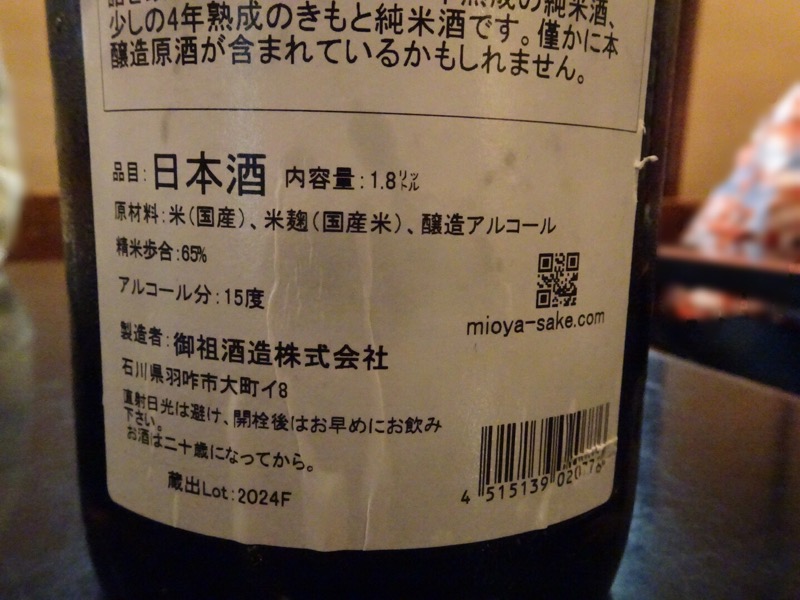 熟成の純米酒、
少しの4年熟成のきもと純米酒です。僅かに本
醸造原酒が含まれているかもしれません。
品目:日本酒 内容量:1.8リットル
原材料:米(国産)、米麹(国産米)、醸造アルコール
精米歩合:65%
アルコール分:15度
mioya-sake.com
製造者:御祖酒造株式会社
石川県羽咋市大町イ8
直射日光は避け、開栓後はお早めにお飲み
下さい。
お酒は二十歳になってから。
蔵出Lot:2024F
4 515139 020776